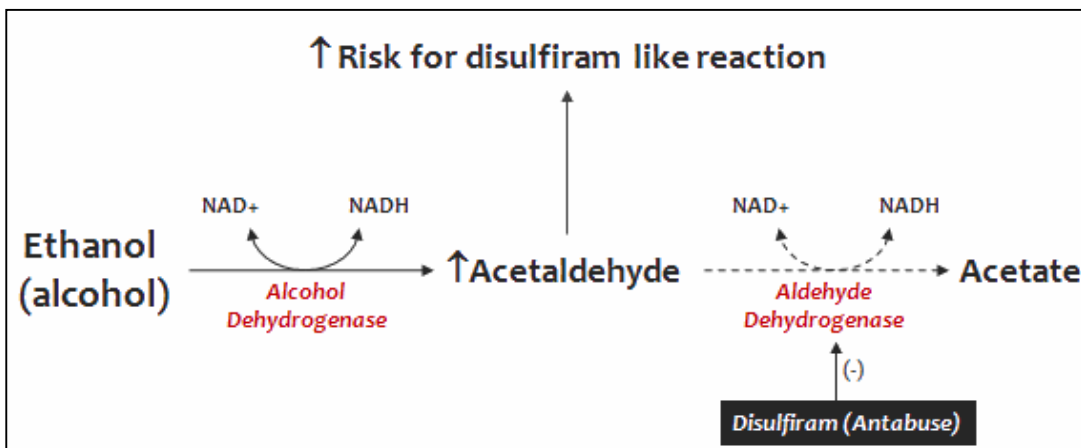 ↑Risk for disulfiram like reaction
NAD+ NADH NAD+ NADH
Ethanol
(alcohol)
↑Acetaldehyde
Acetate
Alcohol
Dehydrogenase
Aldehyde
Dehydrogenase
(-)
Disulfiram (Antabuse)